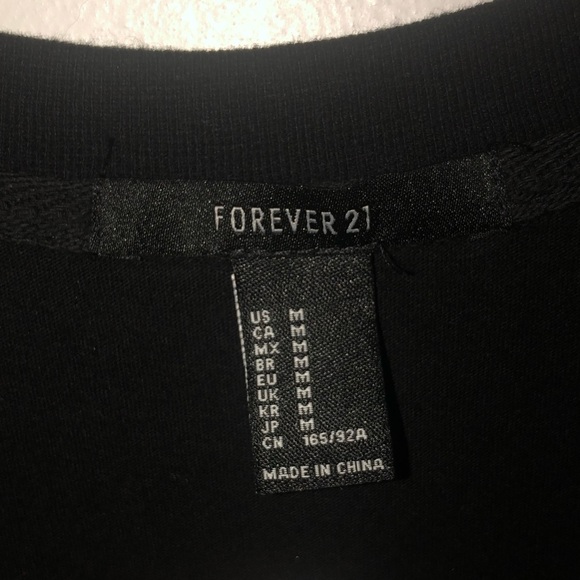 FOREVER 21
US M
CA M
MX M
BR M
EU M
UK M
KR M
JP M
CN 165/92A
MADE IN CHINA